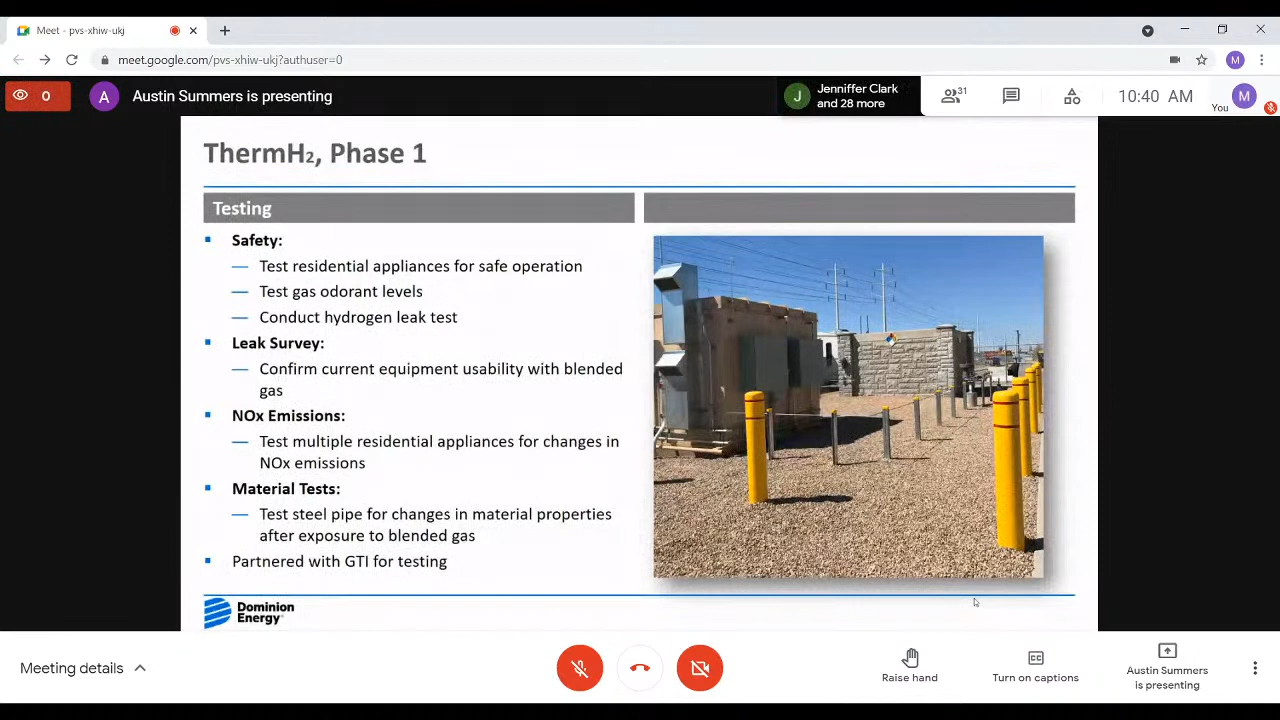 Meet - pvs-xhiw-ukj
meet.google.com/pvs-xhiw-ukj?authuser=0
M
0
A
Austin Summers is presenting
J
Jenniffer Clark
and 28 more
31
10:40 AM
You
M
ThermH₂, Phase 1
Testing
Safety:
Test residential appliances for safe operation
Test gas odorant levels
Conduct hydrogen leak test
Leak Survey:
Confirm current equipment usability with blended
gas
NOx Emissions:
Test multiple residential appliances for changes in
NOx emissions
Material Tests:
Test steel pipe for changes in material properties
after exposure to blended gas
Partnered with GTI for testing
Dominion
Energy
Meeting details
Raise hand
CC
Turn on captions
Austin Summers
is presenting